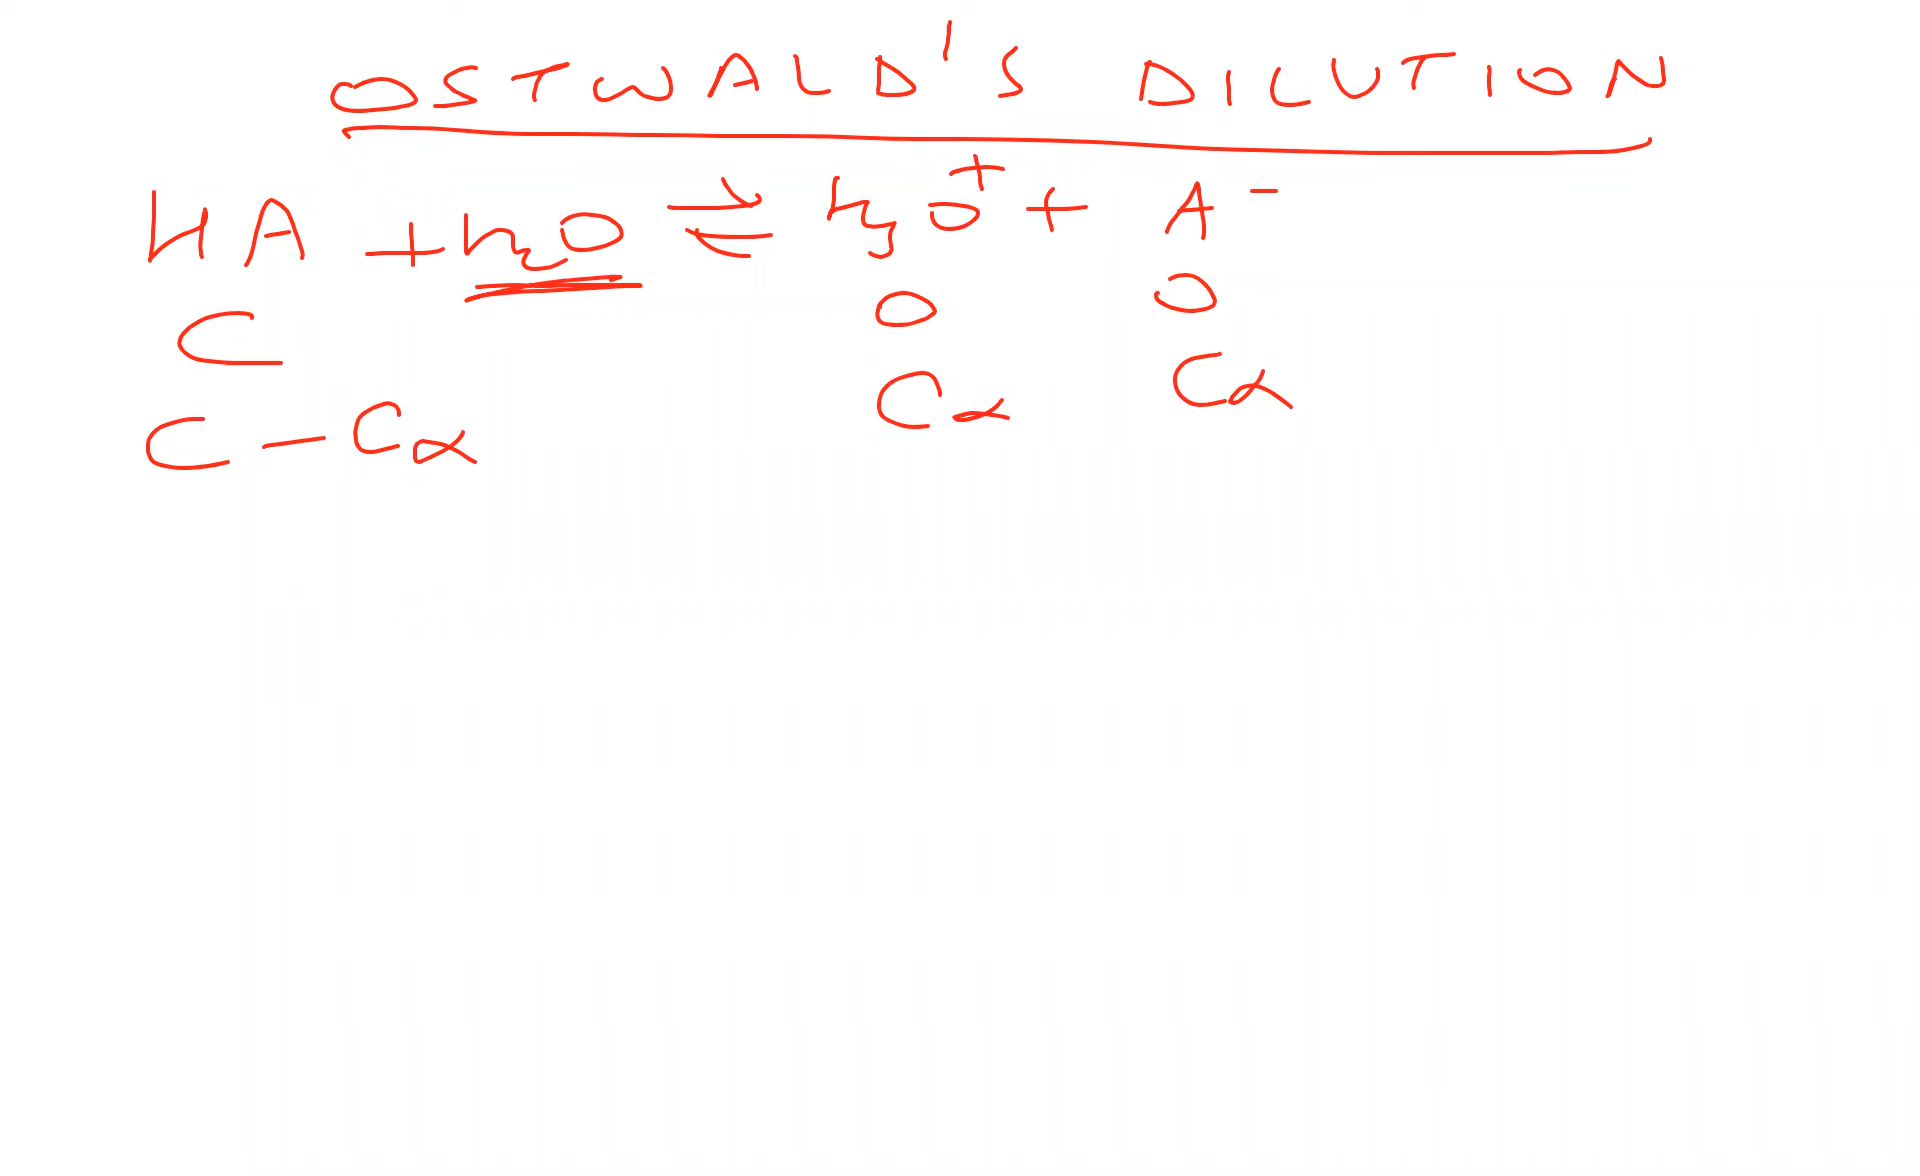 OSTWALD'S DILUTION
HA + h₂O ⇌ h₃O⁺ + A⁻
C 0 0
C - Cα Cα Cα